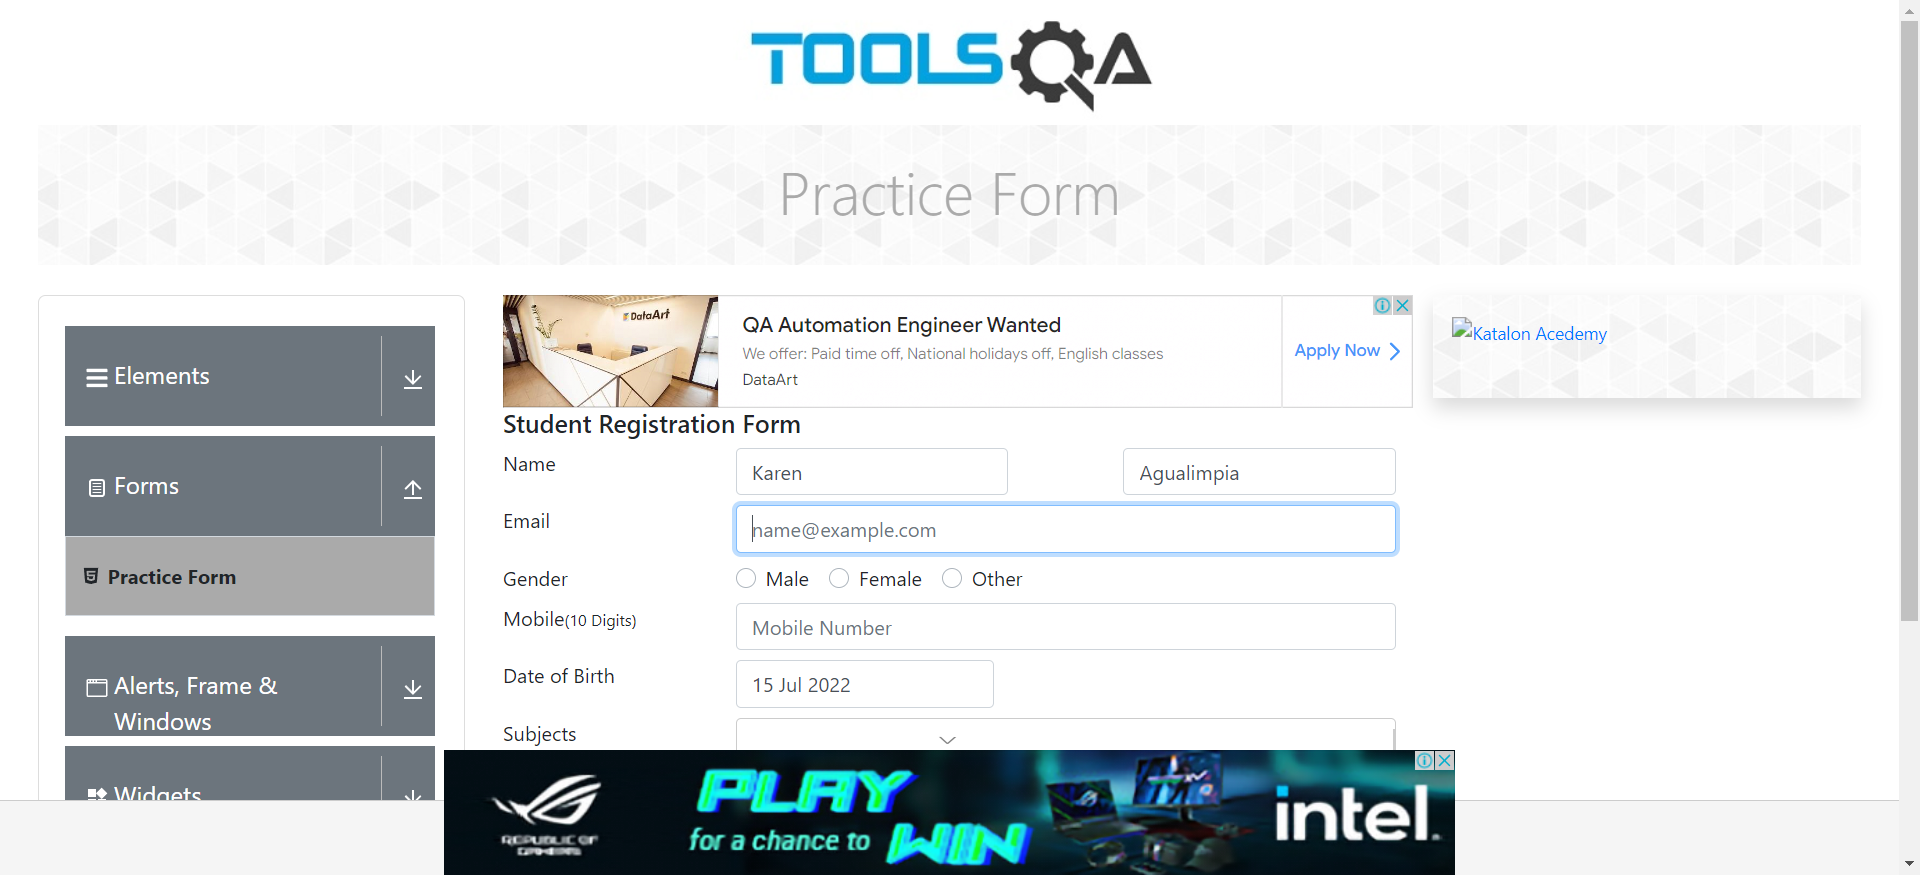 TOOLSQA
Practice Form
Elements
Forms
Practice Form
Alerts, Frame &
Windows
Widgets
DataArt
QA Automation Engineer Wanted
We offer: Paid time off, National holidays off, English classes
DataArt
Apply Now
Katalon Acedemy
Student Registration Form
Name
Karen
Agualimpia
Email
name@example.com
Gender
Male
Female
Other
Mobile(10 Digits)
Mobile Number
Date of Birth
15 Jul 2022
Subjects
REPUBLIC OF
GAMERS
PLAY
for a chance to
WIN
intel.